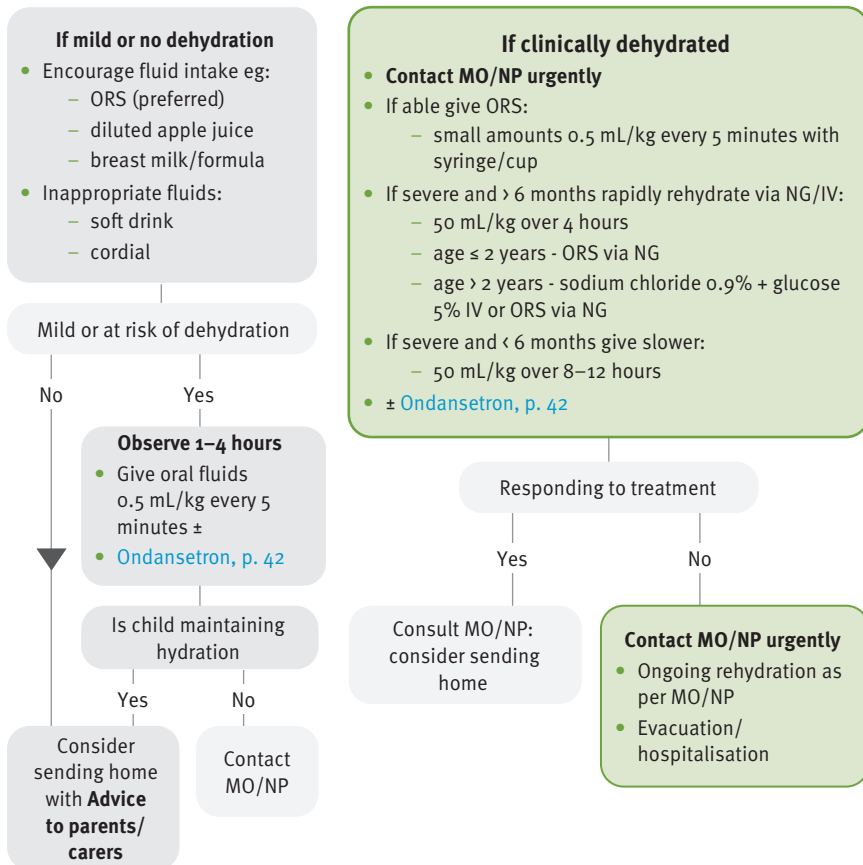 If mild or no dehydration
• Encourage fluid intake eg:
– ORS (preferred)
– diluted apple juice
– breast milk/formula
• Inappropriate fluids:
– soft drink
– cordial
Mild or at risk of dehydration
No
Yes
Observe 1–4 hours
• Give oral fluids
0.5 mL/kg every 5
minutes ±
• Ondansetron, p. 42
Is child maintaining
hydration
Yes
No
Consider
sending home
with Advice
to parents/
carers
Contact
MO/NP
If clinically dehydrated
• Contact MO/NP urgently
• If able give ORS:
– small amounts 0.5 mL/kg every 5 minutes with
syringe/cup
• If severe and > 6 months rapidly rehydrate via NG/IV:
– 50 mL/kg over 4 hours
– age ≤ 2 years - ORS via NG
– age > 2 years - sodium chloride 0.9% + glucose
5% IV or ORS via NG
• If severe and < 6 months give slower:
– 50 mL/kg over 8–12 hours
• ± Ondansetron, p. 42
Responding to treatment
Yes
No
Consult MO/NP:
consider sending
home
Contact MO/NP urgently
• Ongoing rehydration as
per MO/NP
• Evacuation/
hospitalisation